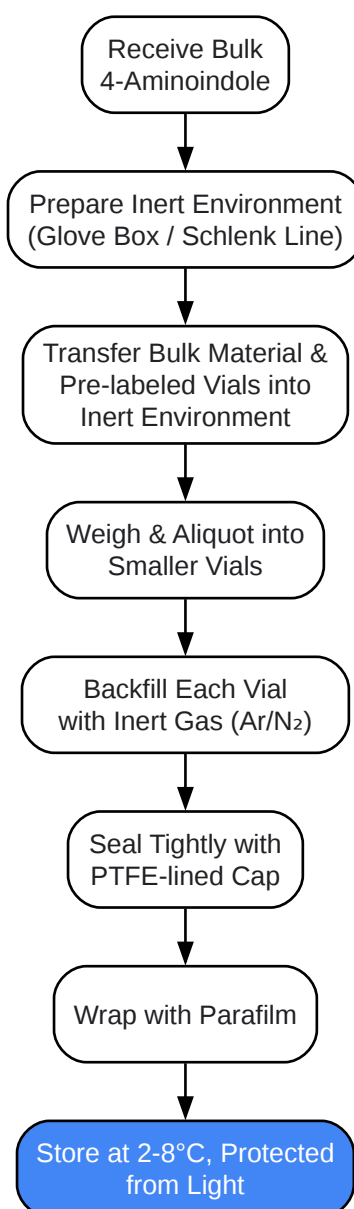 Receive Bulk
4-Aminoindole
Prepare Inert Environment
(Glove Box / Schlenk Line)
Transfer Bulk Material &
Pre-labeled Vials into
Inert Environment
Weigh & Aliquot into
Smaller Vials
Backfill Each Vial
with Inert Gas (Ar/N₂)
Seal Tightly with
PTFE-lined Cap
Wrap with Parafilm
Store at 2-8°C, Protected
from Light